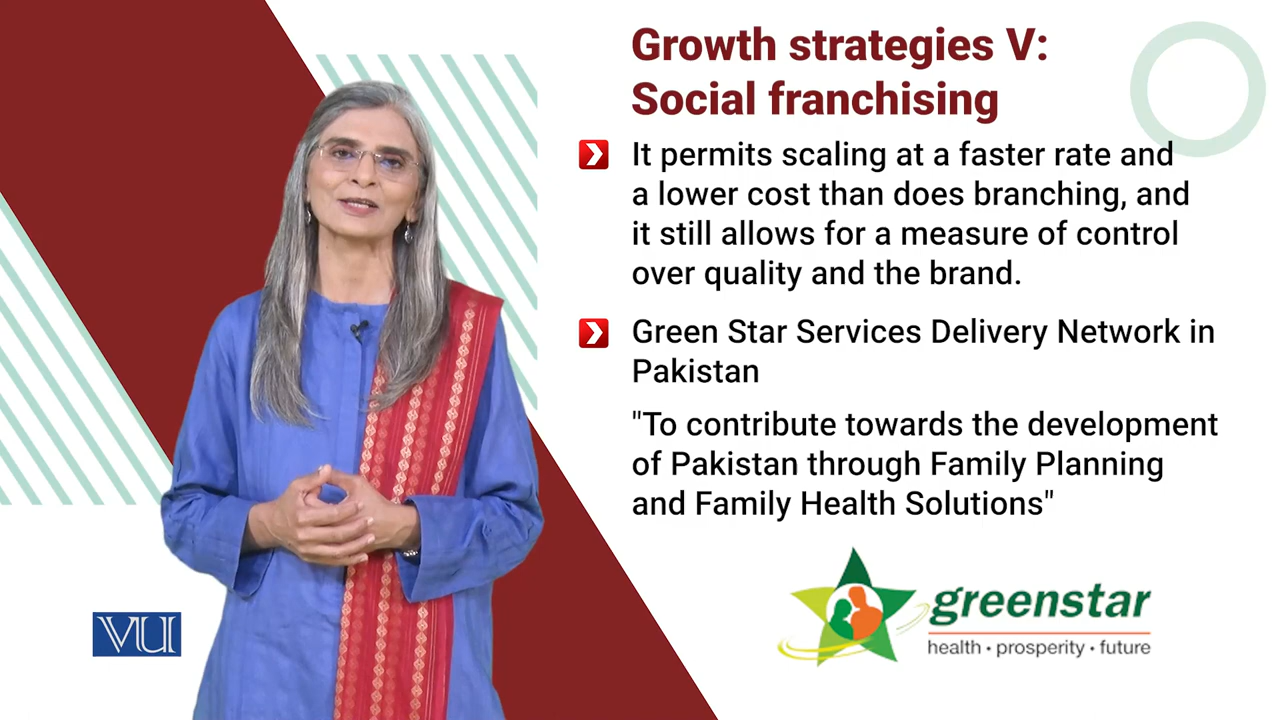 Growth strategies V:
Social franchising
It permits scaling at a faster rate and
a lower cost than does branching, and
it still allows for a measure of control
over quality and the brand.
Green Star Services Delivery Network in
Pakistan
"To contribute towards the development
of Pakistan through Family Planning
and Family Health Solutions"
greenstar
health · prosperity · future
VU